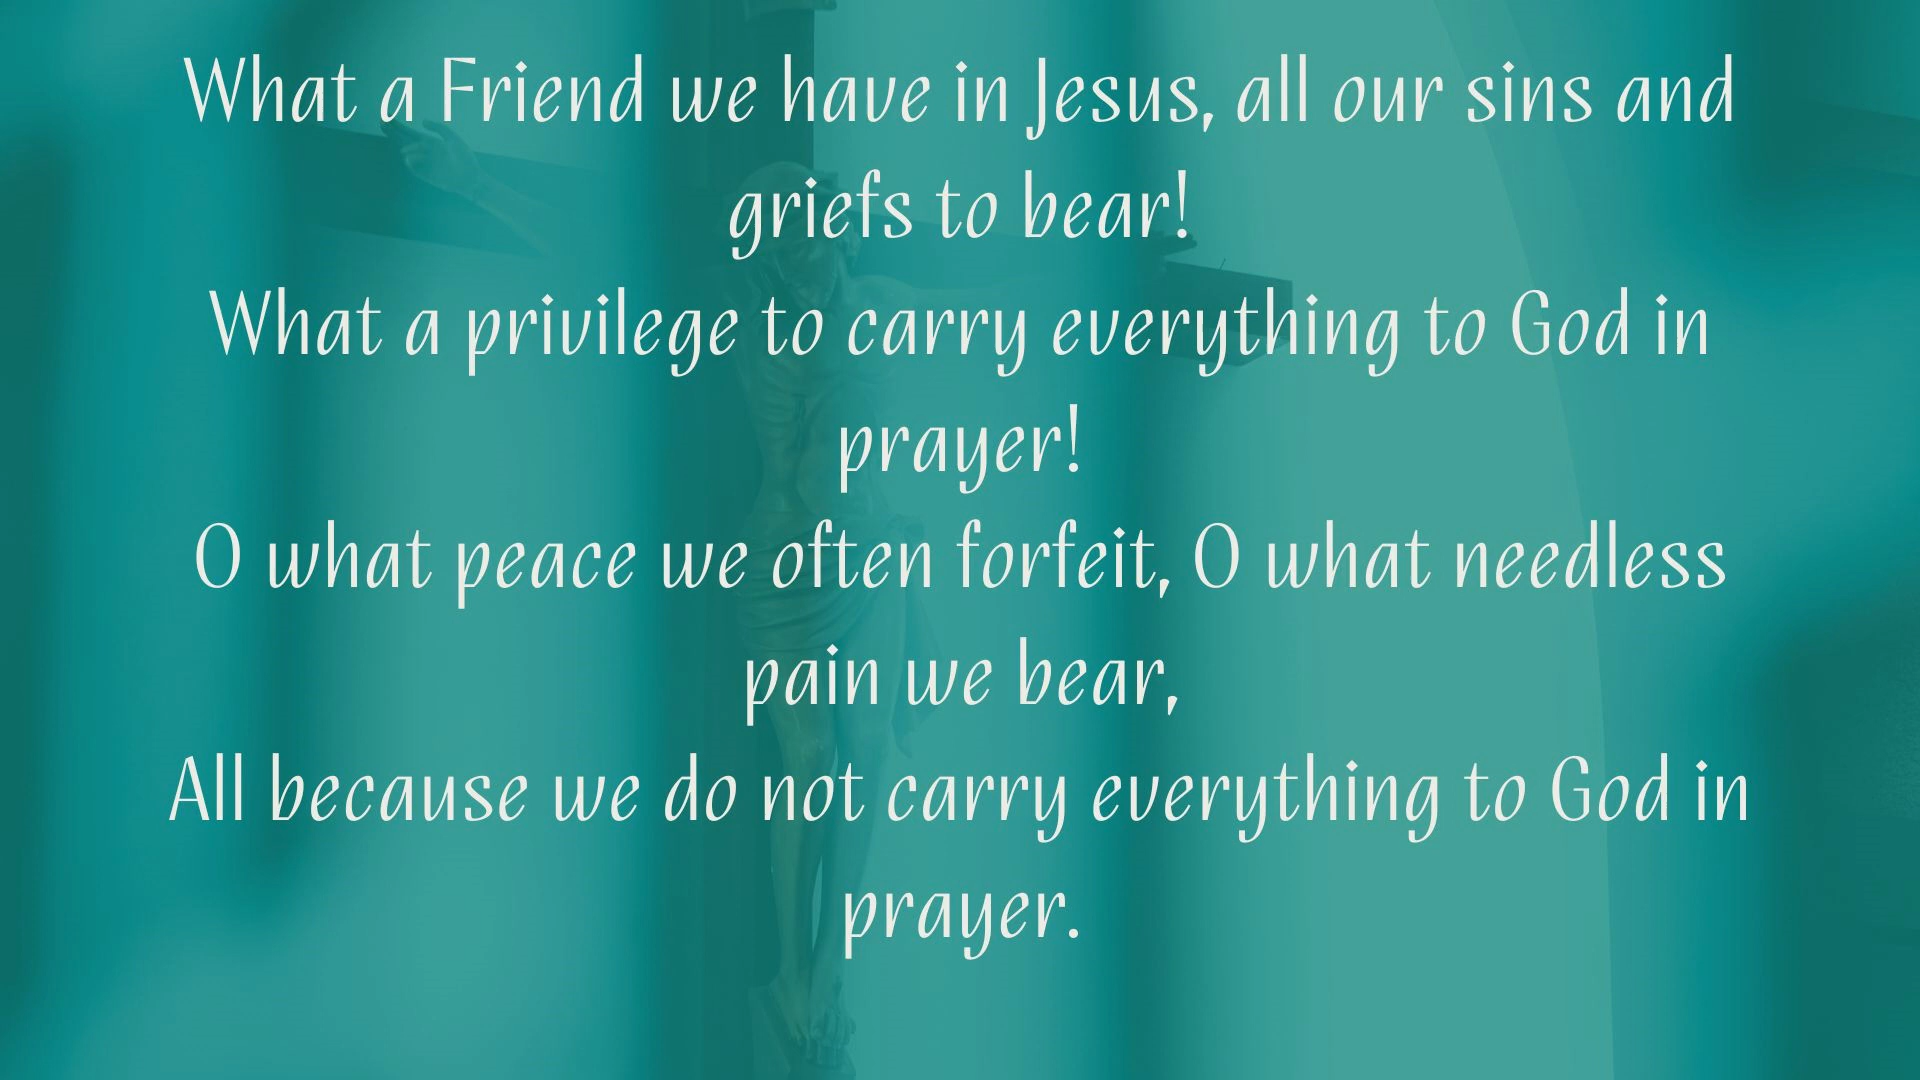 What a Friend we have in Jesus, all our sins and
griefs to bear!
What a privilege to carry everything to God in
prayer!
O what peace we often forfeit, O what needless
pain we bear,
All because we do not carry everything to God in
prayer.